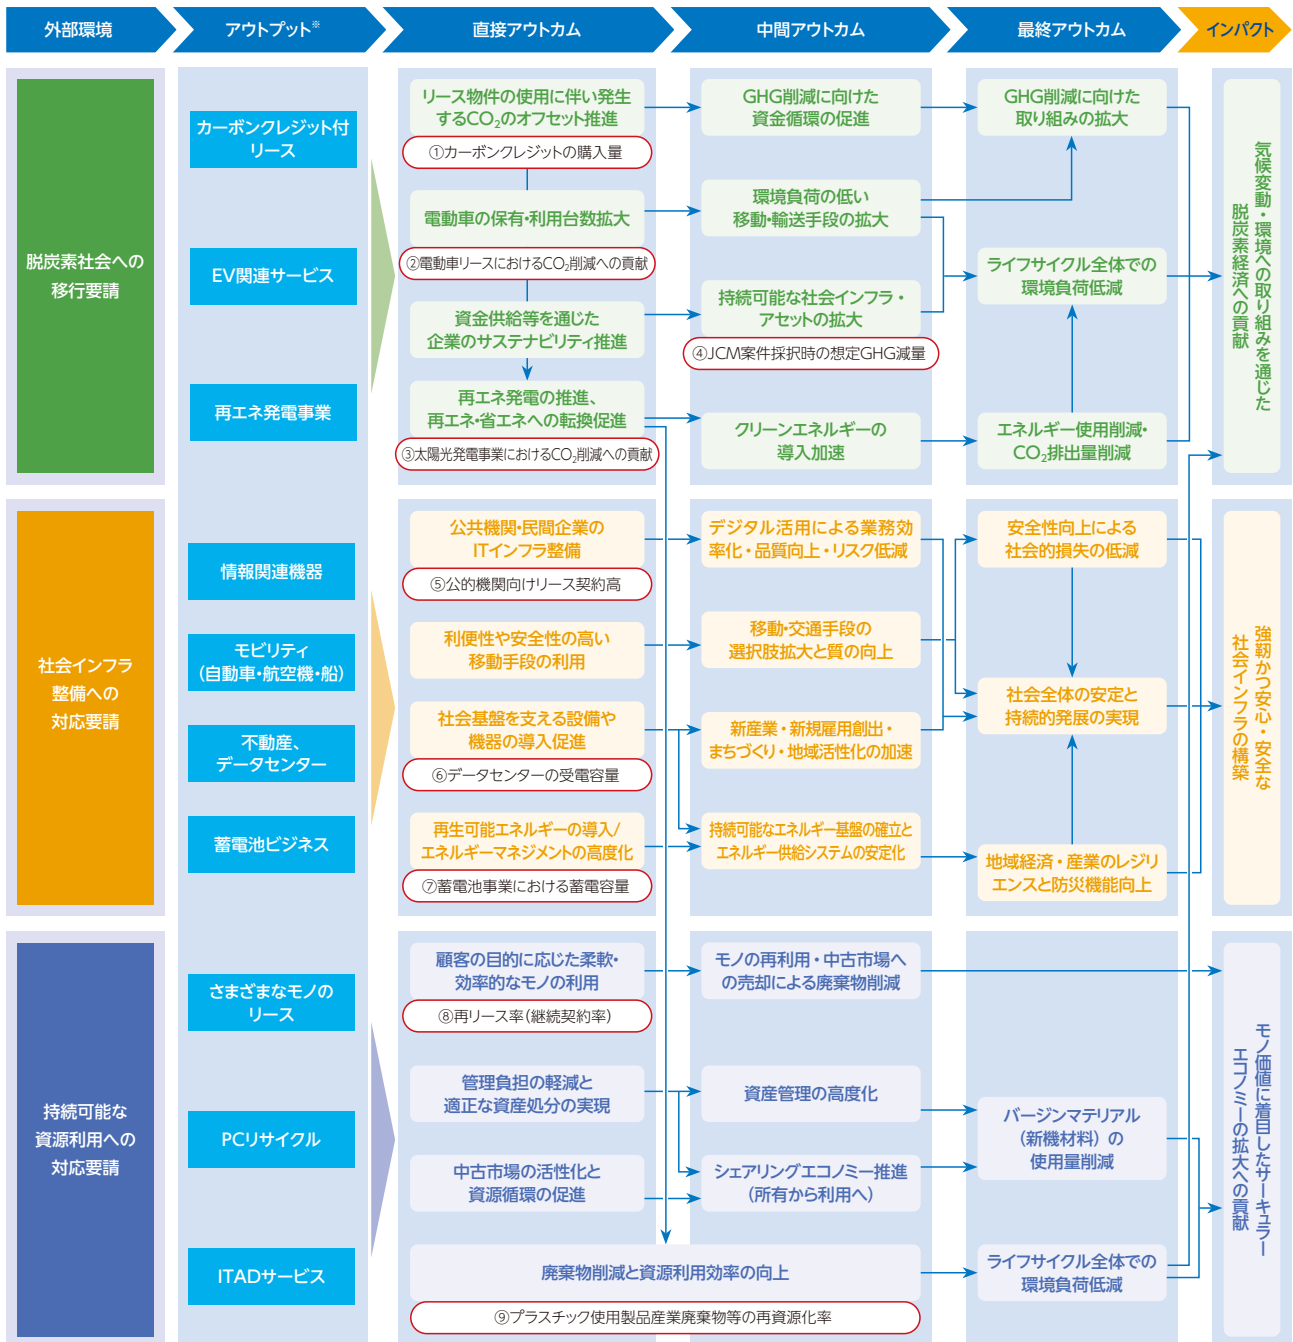 外部環境
アウトプット※
直接アウトカム
中間アウトカム
最終アウトカム
インパクト
脱炭素社会への
移行要請
カーボンクレジット付
リース
EV関連サービス
再エネ発電事業
リース物件の使用に伴い発生
するCO₂のオフセット推進
①カーボンクレジットの購入量
電動車の保有・利用台数拡大
②電動車リースにおけるCO₂削減への貢献
資金供給等を通じた
企業のサステナビリティ推進
再エネ発電の推進、
再エネ・省エネへの転換促進
③太陽光発電事業におけるCO₂削減への貢献
GHG削減に向けた
資金循環の促進
環境負荷の低い
移動・輸送手段の拡大
持続可能な社会インフラ・
アセットの拡大
④JCM案件採択時の想定GHG減量
クリーンエネルギーの
導入加速
GHG削減に向けた
取り組みの拡大
ライフサイクル全体での
環境負荷低減
エネルギー使用削減・
CO₂排出量削減
気候変動・環境への取り組みを通じた
脱炭素経済への貢献
社会インフラ
整備への
対応要請
情報関連機器
モビリティ
(自動車・航空機・船)
不動産、
データセンター
蓄電池ビジネス
公共機関・民間企業の
ITインフラ整備
⑤公的機関向けリース契約高
利便性や安全性の高い
移動手段の利用
社会基盤を支える設備や
機器の導入促進
⑥データセンターの受電容量
再生可能エネルギーの導入/
エネルギーマネジメントの高度化
⑦蓄電池事業における蓄電容量
デジタル活用による業務効
率化・品質向上・リスク低減
移動・交通手段の
選択肢拡大と質の向上
新産業・新規雇用創出・
まちづくり・地域活性化の加速
持続可能なエネルギー基盤の確立と
エネルギー供給システムの安定化
安全性向上による
社会的損失の低減
社会全体の安定と
持続的発展の実現
地域経済・産業のレジリ
エンスと防災機能向上
強靭かつ安心・安全な
社会インフラの構築
持続可能な
資源利用への
対応要請
さまざまなモノの
リース
PCリサイクル
ITADサービス
顧客の目的に応じた柔軟・
効率的なモノの利用
⑧再リース率(継続契約率)
管理負担の軽減と
適正な資産処分の実現
中古市場の活性化と
資源循環の促進
廃棄物削減と資源利用効率の向上
⑨プラスチック使用製品産業廃棄物等の再資源化率
モノの再利用・中古市場へ
の売却による廃棄物削減
資産管理の高度化
シェアリングエコノミー推進
(所有から利用へ)
バージンマテリアル
(新機材料)の
使用量削減
ライフサイクル全体での
環境負荷低減
モノ価値に着目したサーキュラー
エコノミーの拡大への貢献